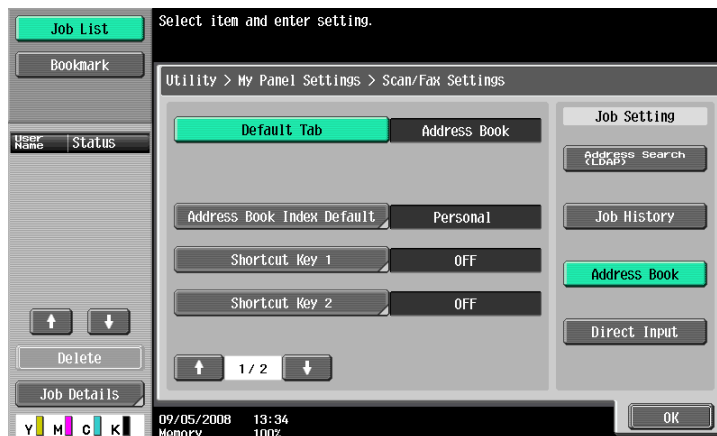 Job List
Bookmark
User Name Status
Delete
Job Details
Y M C K
Select item and enter setting.
Utility > My Panel Settings > Scan/Fax Settings
Default Tab Address Book
Address Book Index Default Personal
Shortcut Key 1 OFF
Shortcut Key 2 OFF
1/ 2
Job Setting
Address Search
(LDAP)
Job History
Address Book
Direct Input
09/05/2008 13:34
Memory 100%
OK